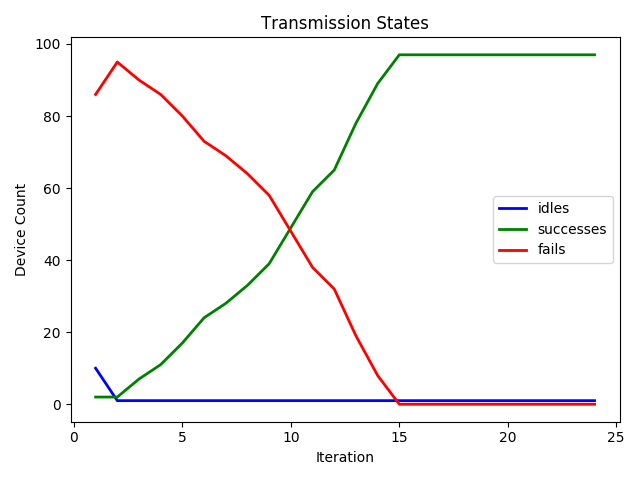 Transmission States
100
80
60
40
20
0
Device Count
idles
successes
fails
0 5 10 15 20 25
Iteration